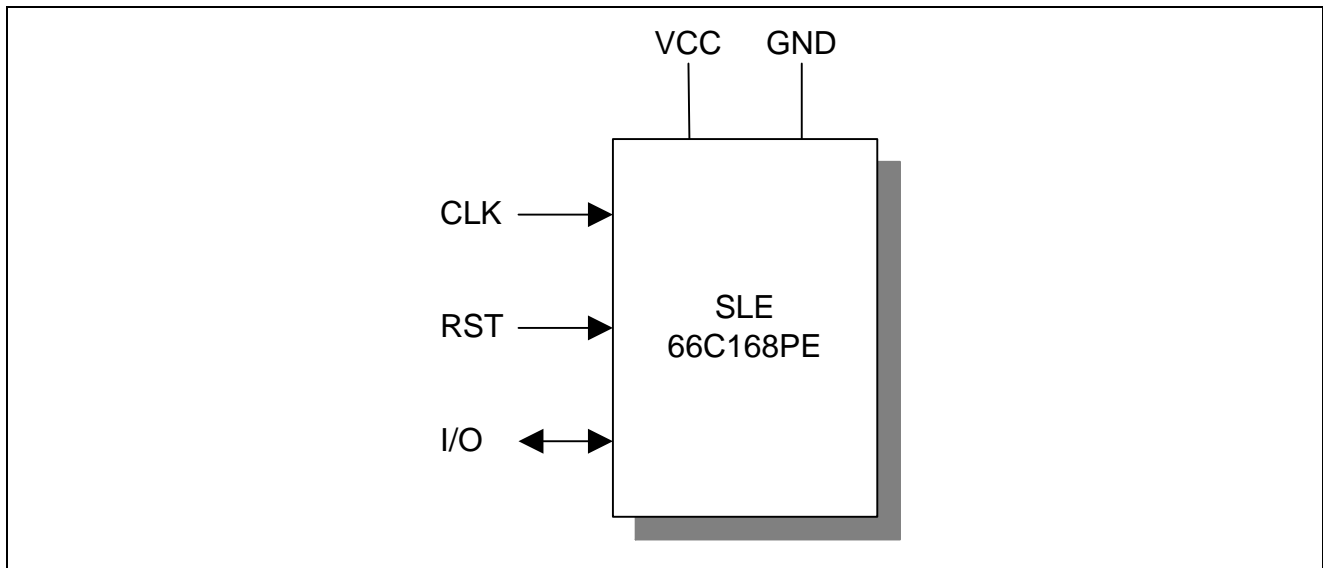 VCC GND
CLK
RST
SLE
66C168PE
I/O